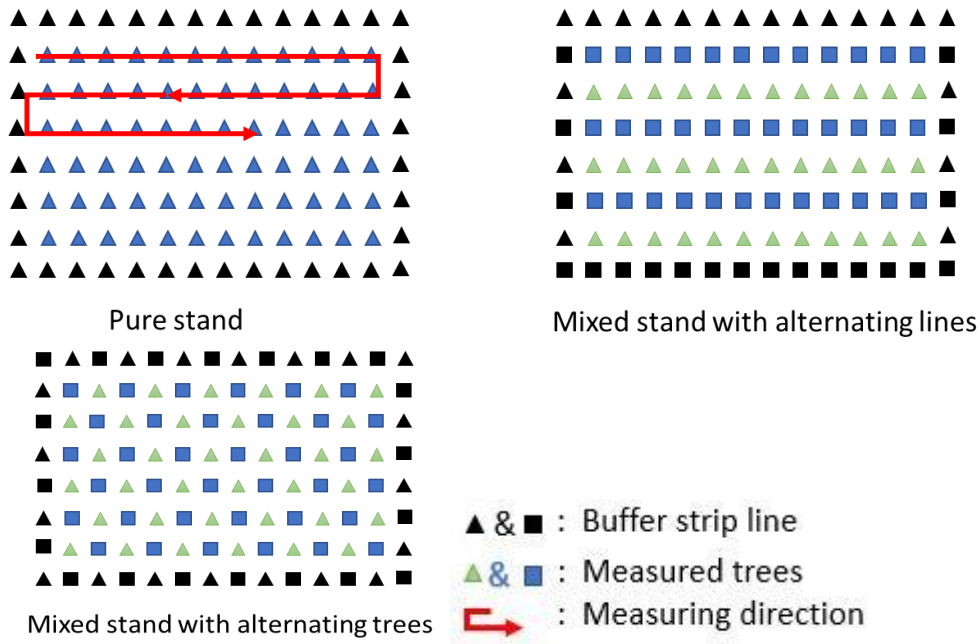 Pure stand
Mixed stand with alternating lines
Mixed stand with alternating trees
& : Buffer strip line
& : Measured trees
: Measuring direction